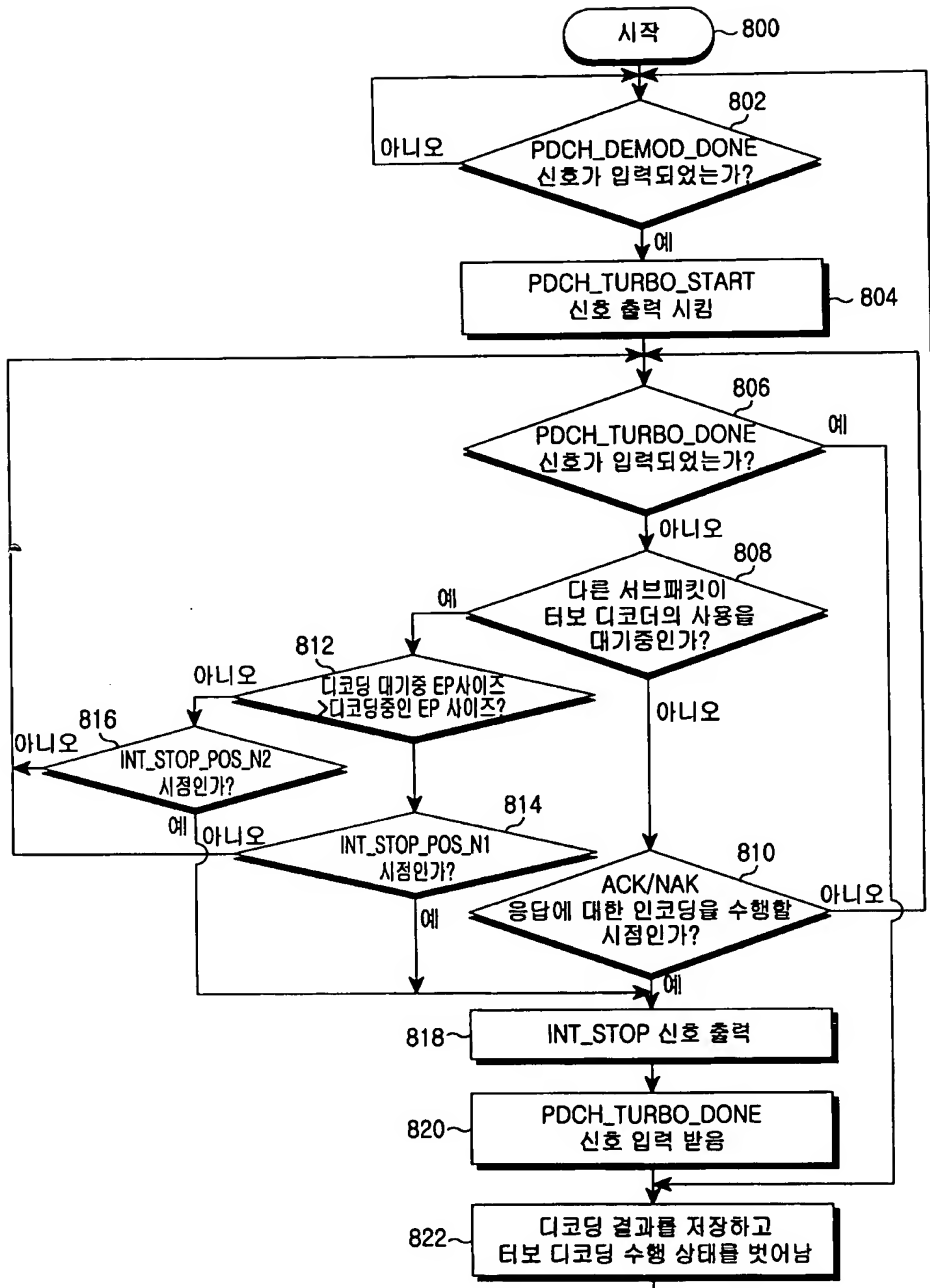 시작
800
802
아니오
PDCH_DEMOD_DONE
신호가 입력되었는가?
예
PDCH_TURBO_START
신호 출력 시킴
804
806
예
PDCH_TURBO_DONE
신호가 입력되었는가?
아니오
808
예
다른 서브패킷이
터보 디코더의 사용을
대기중인가?
812
아니오
디코딩 대기중 EP사이즈
>디코딩중인 EP 사이즈?
아니오
816
아니오
INT_STOP_POS_N2
시점인가?
예
아니오
814
INT_STOP_POS_N1
시점인가?
예
810
ACK/NAK
응답에 대한 인코딩을 수행할
시점인가?
아니오
예
818
INT_STOP 신호 출력
820
PDCH_TURBO_DONE
신호 입력 받음
822
디코딩 결과를 저장하고
터보 디코딩 수행 상태를 벗어남